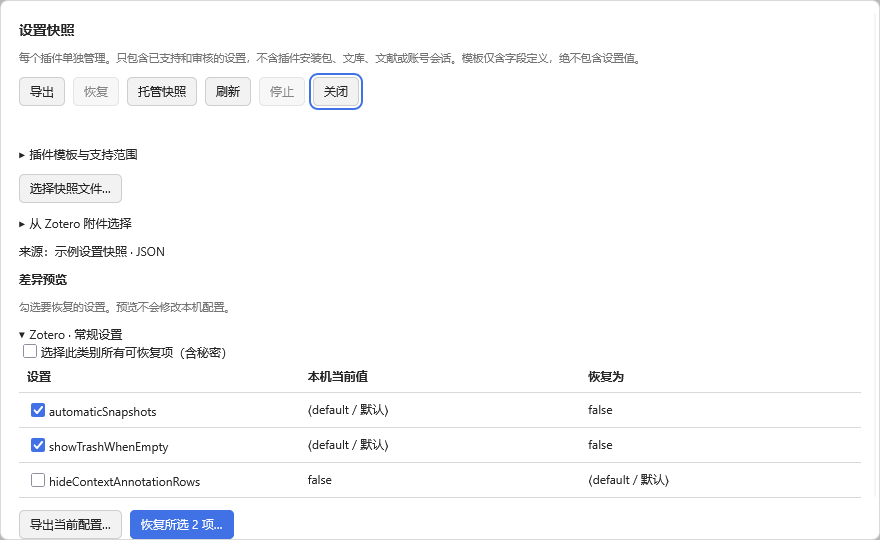 设置快照
每个插件单独管理。只包含已支持和审核的设置，不含插件安装包、文库、文献或账号会话。模板仅含字段定义，绝不包含设置值。
导出 恢复 托管快照 刷新 停止 关闭
▸ 插件模板与支持范围
选择快照文件...
▸ 从 Zotero 附件选择
来源：示例设置快照 · JSON
差异预览
勾选要恢复的设置。预览不会修改本机配置。
▾ Zotero · 常规设置
选择此类别所有可恢复项（含秘密）
设置 本机当前值 恢复为
automaticSnapshots ⟨default / 默认⟩ false
showTrashWhenEmpty ⟨default / 默认⟩ false
hideContextAnnotationRows false ⟨default / 默认⟩
导出当前配置... 恢复所选 2 项...